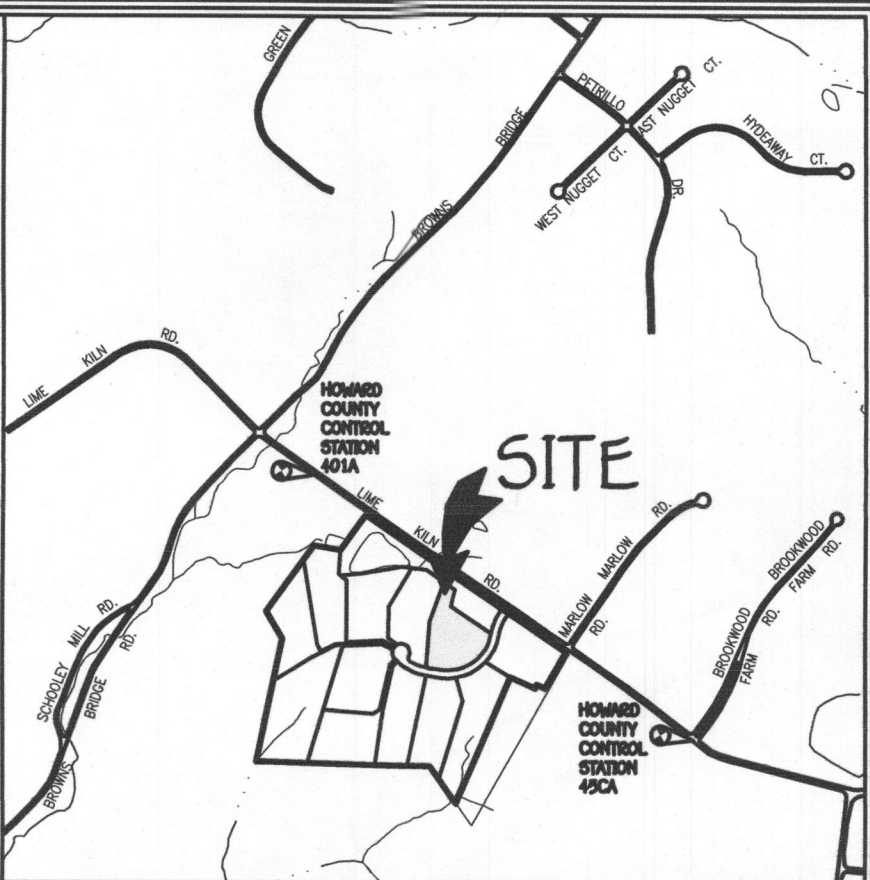 GREEN
BROWNS BRIDGE
PETRILLO DR.
AST NUGGET CT.
WEST NUGGET CT.
HYDEAWAY CT.
LIME KILN RD.
HOWARD
COUNTY
CONTROL
STATION
401A
SITE
LIME KILN RD.
MARLOW RD.
MARLOW RD.
BROOKWOOD
FARM RD.
BROOKWOOD
FARM RD.
SCHOOLEY MILL RD.
BROWNS BRIDGE RD.
HOWARD
COUNTY
CONTROL
STATION
45CA